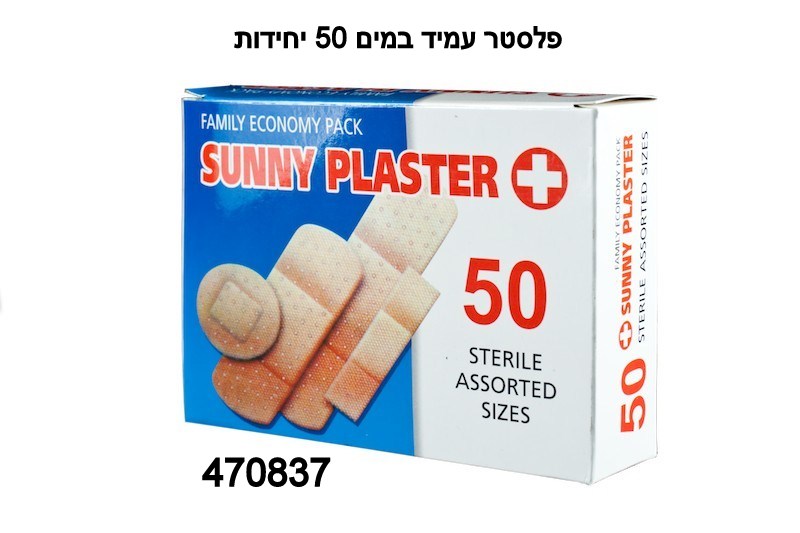 פלסטר עמיד במים 50 יחידות
FAMILY ECONOMY PACK
SUNNY PLASTER
50
STERILE
ASSORTED
SIZES
FAMILY ECONOMY PACK
SUNNY PLASTER
50 STERILE ASSORTED SIZES
470837